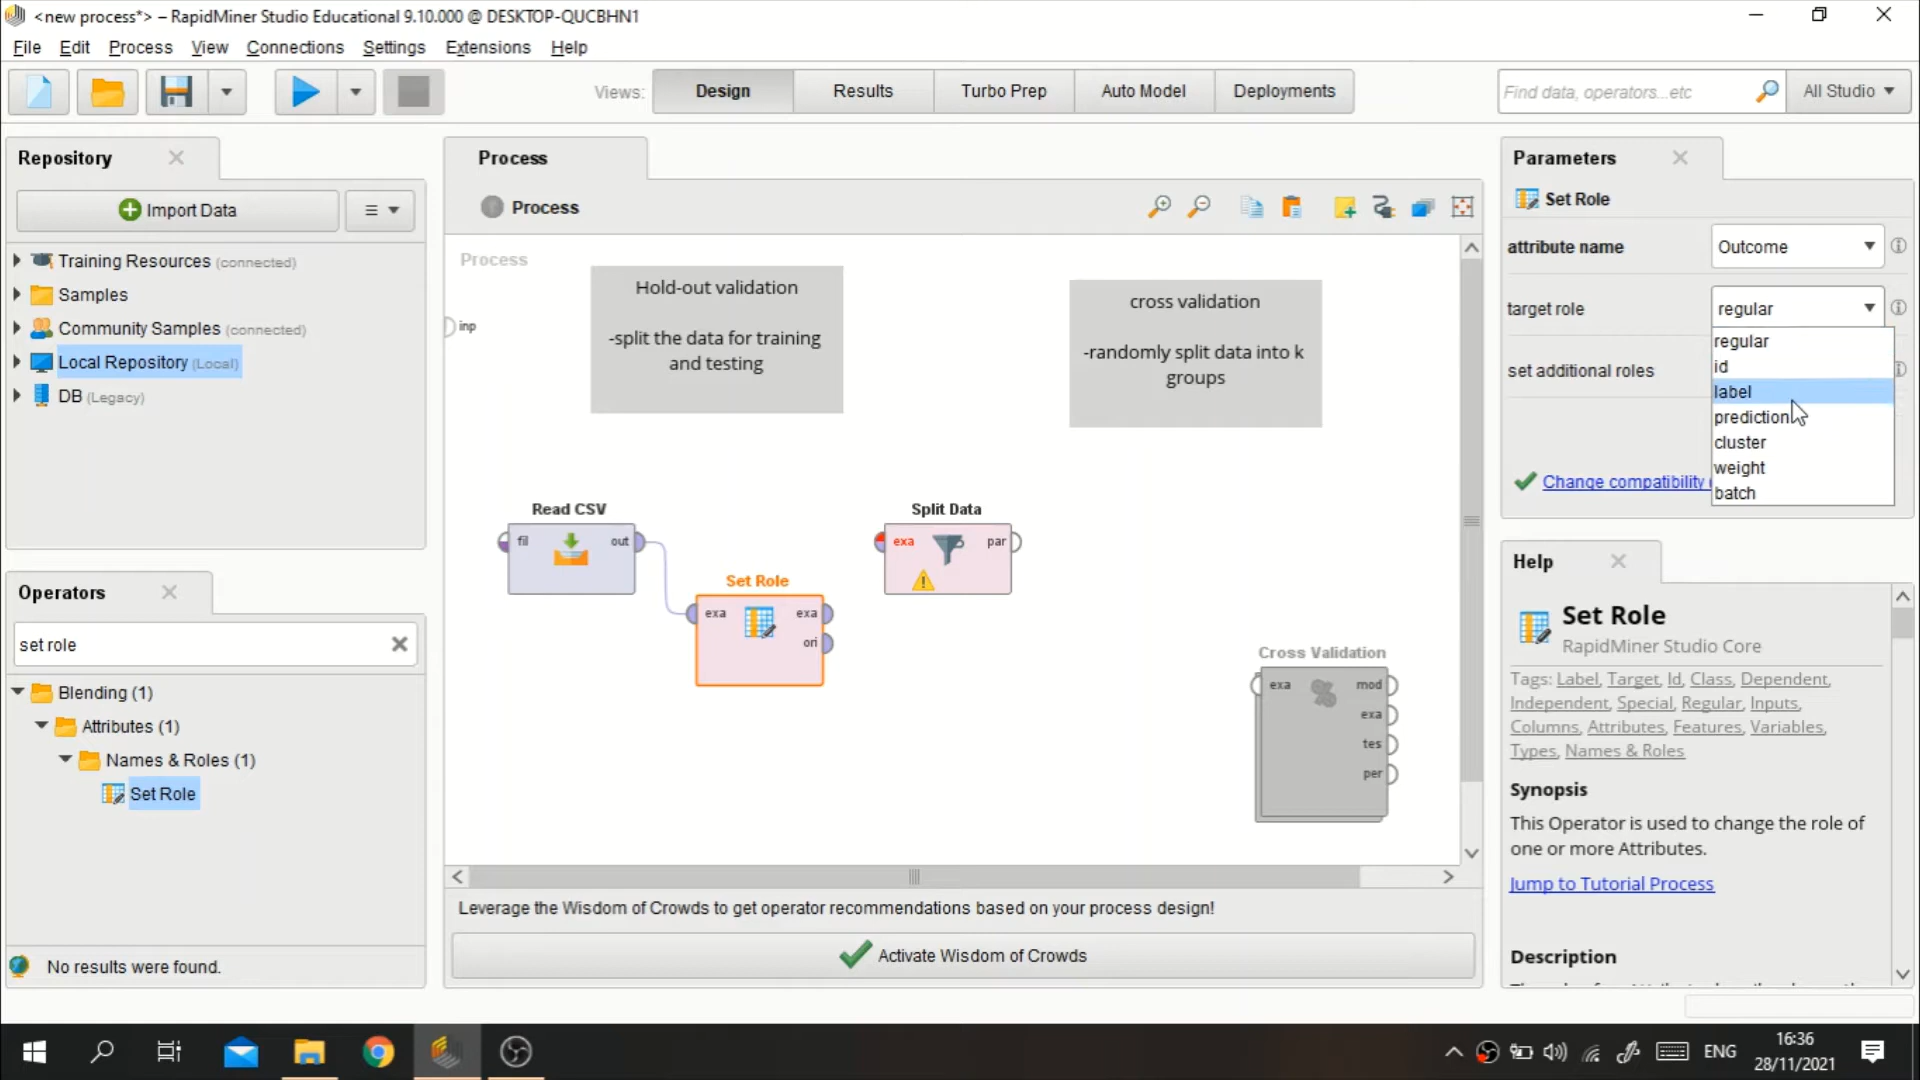 <new process*> – RapidMiner Studio Educational 9.10.000 @ DESKTOP-QUCBHN1
File Edit Process View Connections Settings Extensions Help
Views: Design Results Turbo Prep Auto Model Deployments
Find data, operators...etc All Studio
Repository
Import Data
Training Resources (connected)
Samples
Community Samples (connected)
Local Repository (Local)
DB (Legacy)
Operators
set role
Blending (1)
Attributes (1)
Names & Roles (1)
Set Role
No results were found.
Process
Process
Process
inp
Hold-out validation
-split the data for training
and testing
cross validation
-randomly split data into k
groups
Read CSV
fil out
Set Role
exa exa
ori
Split Data
exa par
Cross Validation
exa mod
exa
tes
per
Leverage the Wisdom of Crowds to get operator recommendations based on your process design!
Activate Wisdom of Crowds
Parameters
Set Role
attribute name Outcome
target role regular
regular
id
label
prediction
cluster
weight
batch
set additional roles
Change compatibility
Help
Set Role
RapidMiner Studio Core
Tags: Label, Target, Id, Class, Dependent,
Independent, Special, Regular, Inputs,
Columns, Attributes, Features, Variables,
Types, Names & Roles
Synopsis
This Operator is used to change the role of
one or more Attributes.
Jump to Tutorial Process
Description
ENG
16:36
28/11/2021